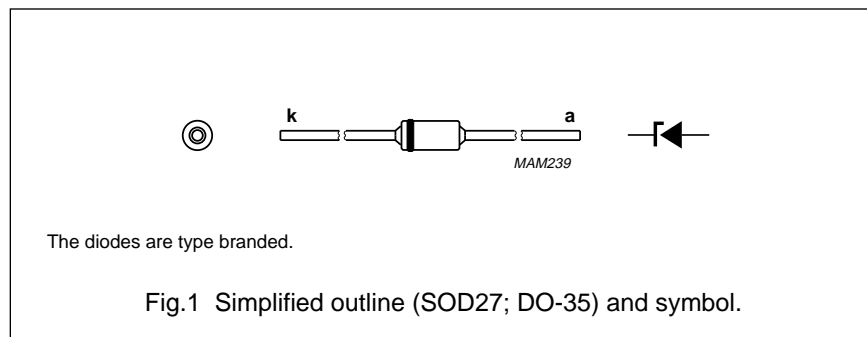 k a
MAM239
The diodes are type branded.
Fig.1 Simplified outline (SOD27; DO-35) and symbol.